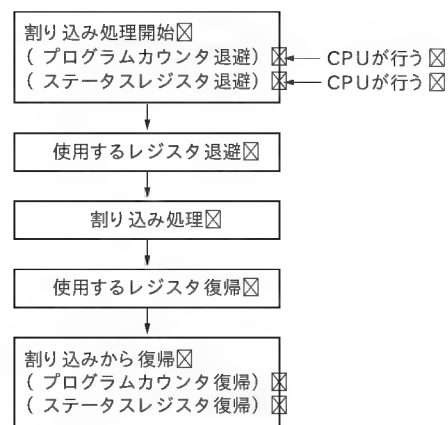 割り込み処理開始
( プログラムカウンタ退避) CPUが行う
( ステータスレジスタ退避) CPUが行う
使用するレジスタ退避
割り込み処理
使用するレジスタ復帰
割り込みから復帰
( プログラムカウンタ復帰)
( ステータスレジスタ復帰)